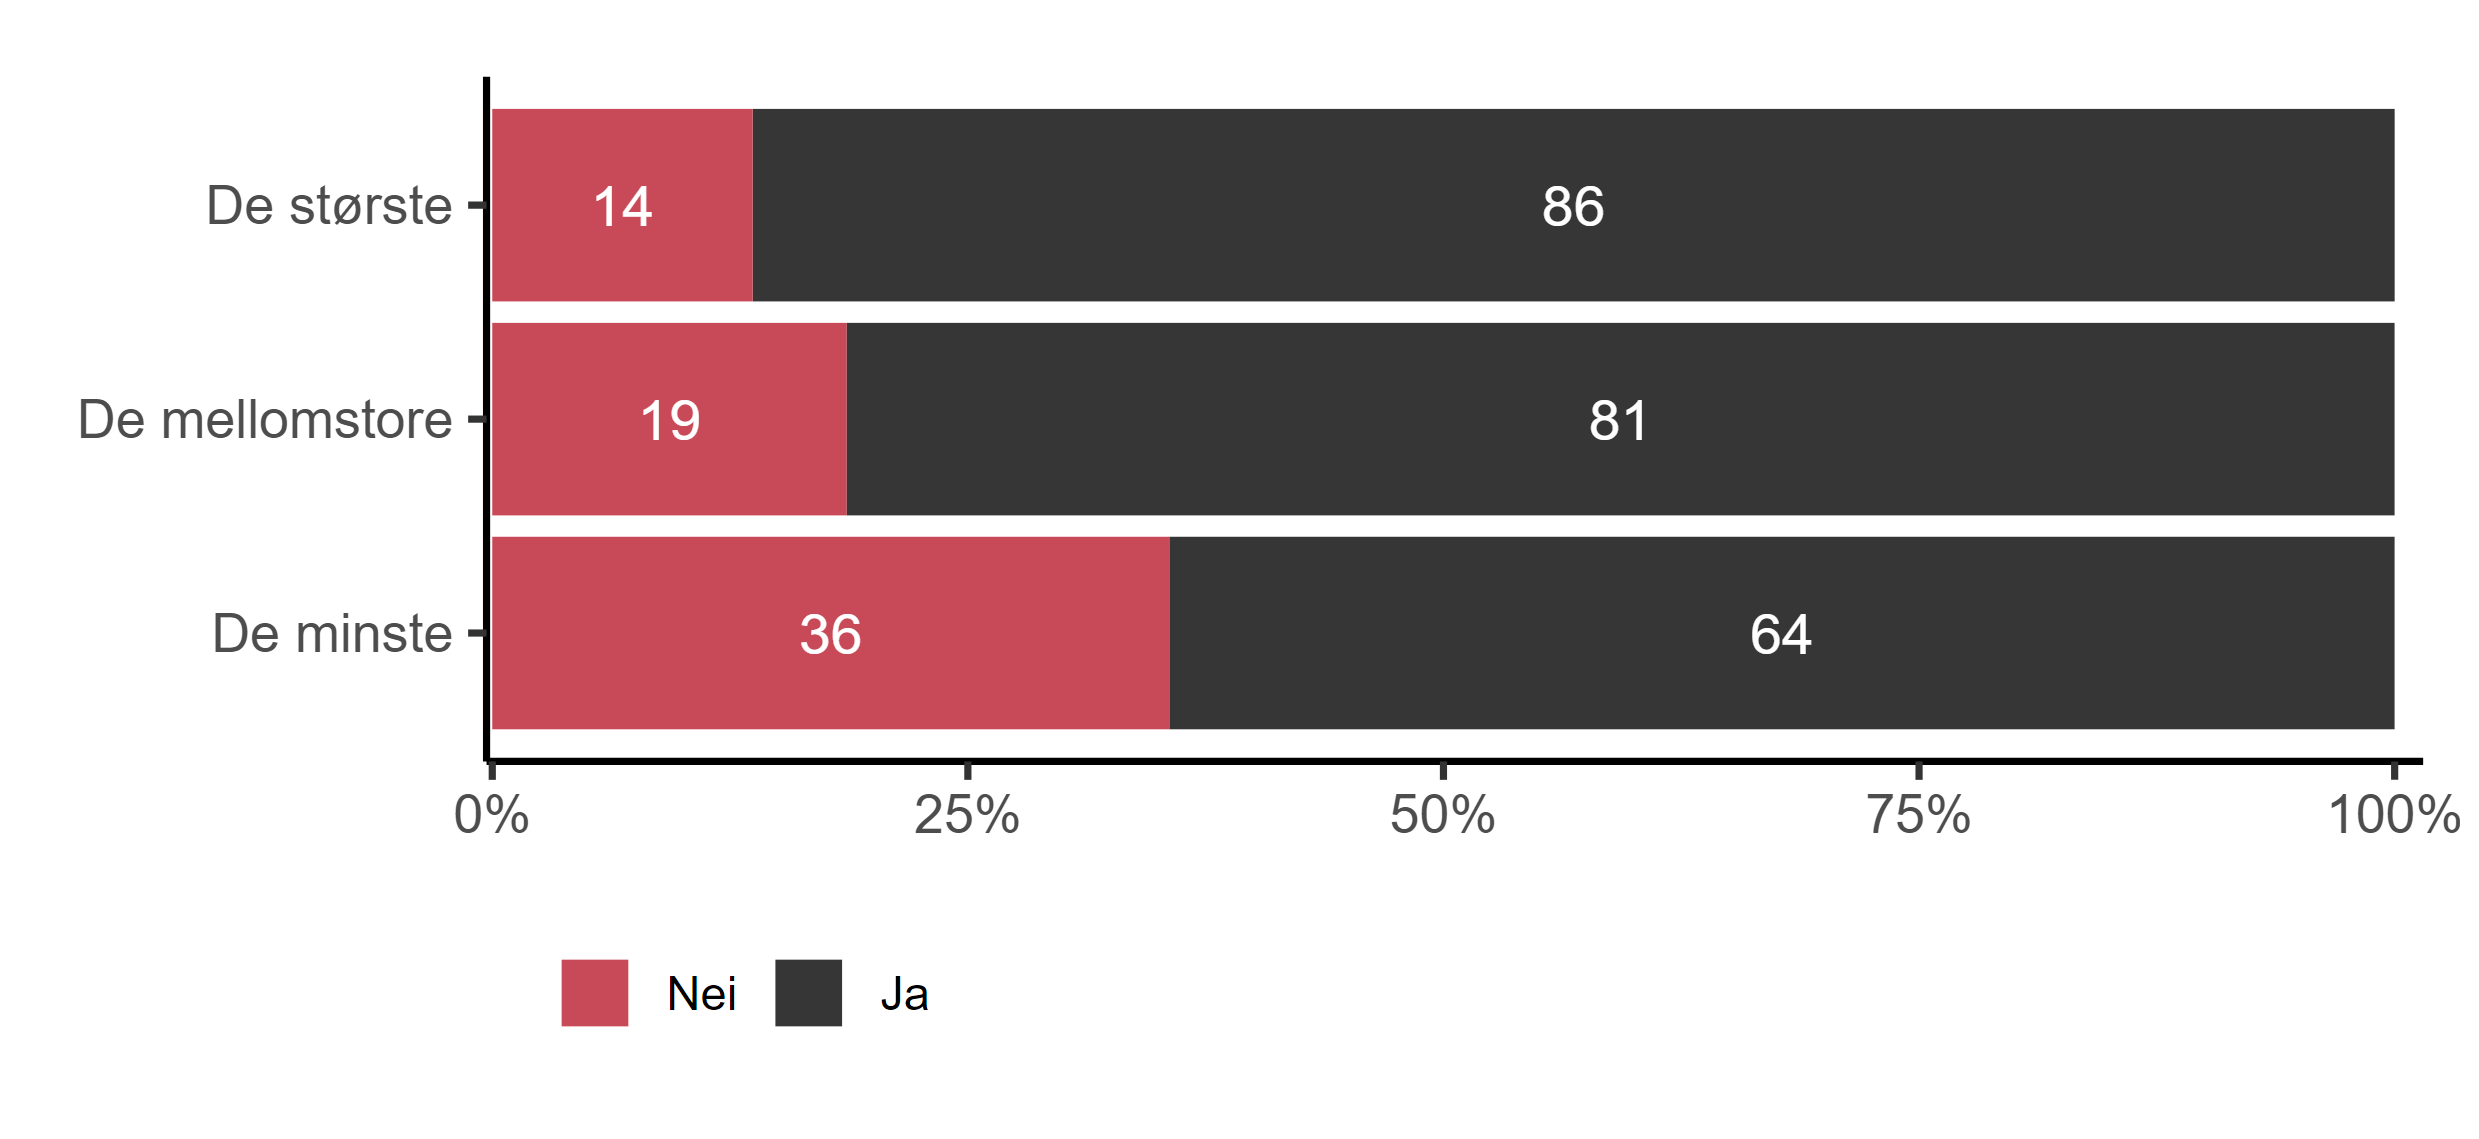 De største 14 86
De mellomstore 19 81
De minste 36 64
0% 25% 50% 75% 100%
Nei Ja